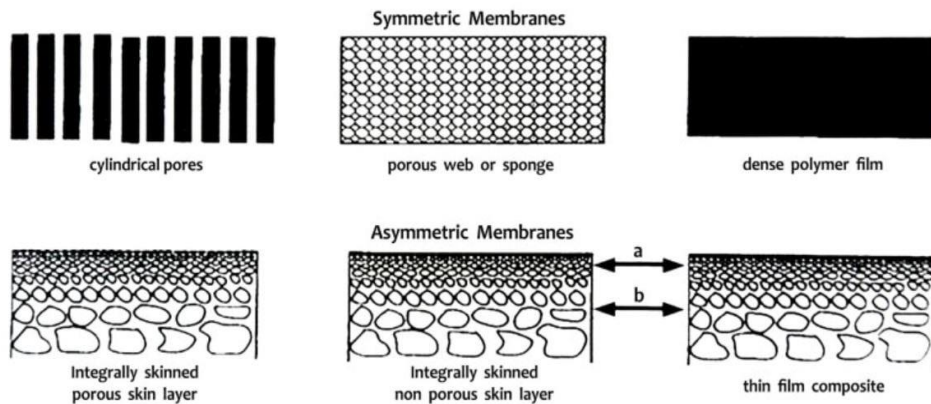 Symmetric Membranes
cylindrical pores
porous web or sponge
dense polymer film
Asymmetric Membranes
a
b
Integrally skinned
porous skin layer
Integrally skinned
non porous skin layer
thin film composite